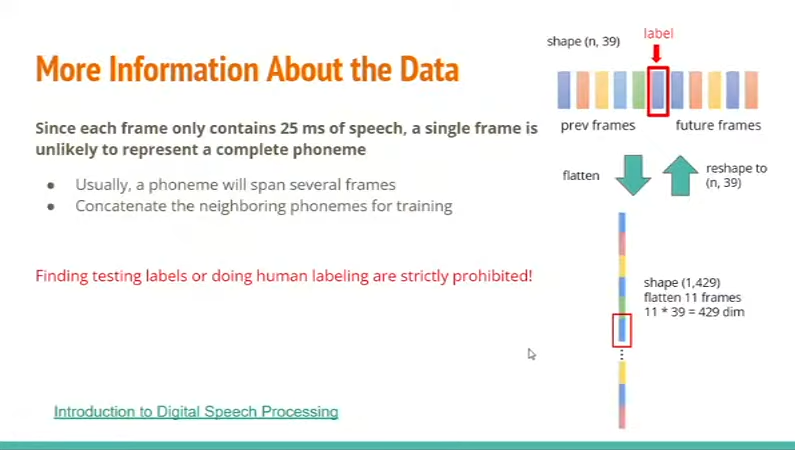 More Information About the Data
Since each frame only contains 25 ms of speech, a single frame is
unlikely to represent a complete phoneme
● Usually, a phoneme will span several frames
● Concatenate the neighboring phonemes for training
Finding testing labels or doing human labeling are strictly prohibited!
Introduction to Digital Speech Processing
shape (n, 39)
label
prev frames
future frames
flatten
reshape to
(n, 39)
shape (1,429)
flatten 11 frames
11 * 39 = 429 dim